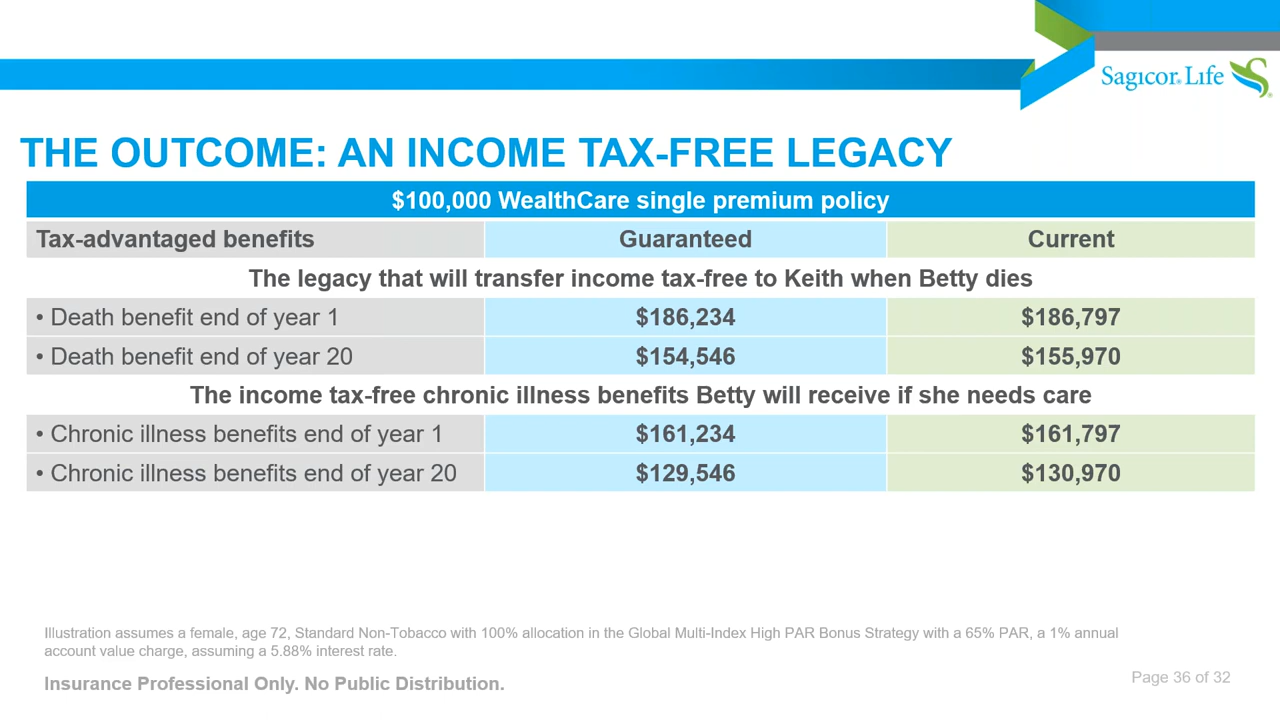 Sagicor Life
THE OUTCOME: AN INCOME TAX-FREE LEGACY
$100,000 WealthCare single premium policy
Tax-advantaged benefits Guaranteed Current
The legacy that will transfer income tax-free to Keith when Betty dies
• Death benefit end of year 1 $186,234 $186,797
• Death benefit end of year 20 $154,546 $155,970
The income tax-free chronic illness benefits Betty will receive if she needs care
• Chronic illness benefits end of year 1 $161,234 $161,797
• Chronic illness benefits end of year 20 $129,546 $130,970
Illustration assumes a female, age 72, Standard Non-Tobacco with 100% allocation in the Global Multi-Index High PAR Bonus Strategy with a 65% PAR, a 1% annual
account value charge, assuming a 5.88% interest rate.
Insurance Professional Only. No Public Distribution.
Page 36 of 32